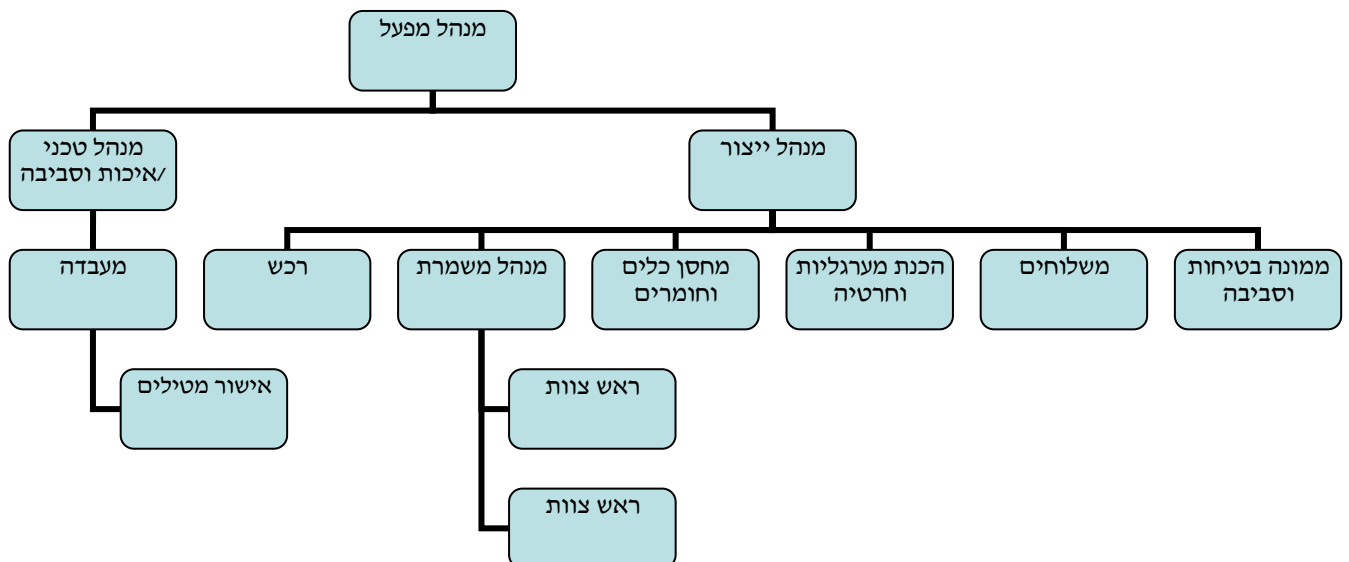 מנהל מפעל
מנהל ייצור
מנהל טכני
/איכות וסביבה
ממונה בטיחות
וסביבה
משלוחים
הכנת מערגליות
וחרטיה
מחסן כלים
וחומרים
מנהל משמרת
רכש
מעבדה
ראש צוות
אישור מטילים
ראש צוות